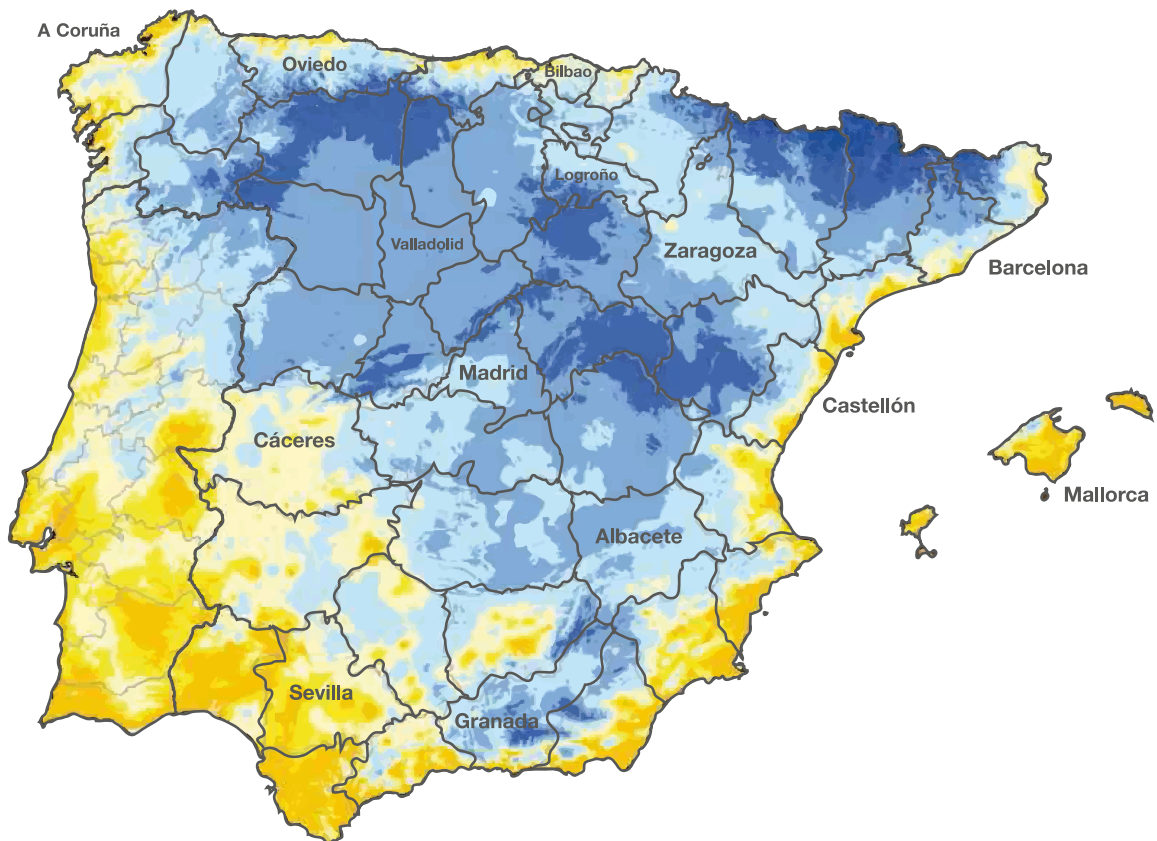 A Coruña
Oviedo
Bilbao
Logroño
Valladolid
Zaragoza
Barcelona
Madrid
Castellón
Cáceres
Mallorca
Albacete
Sevilla
Granada